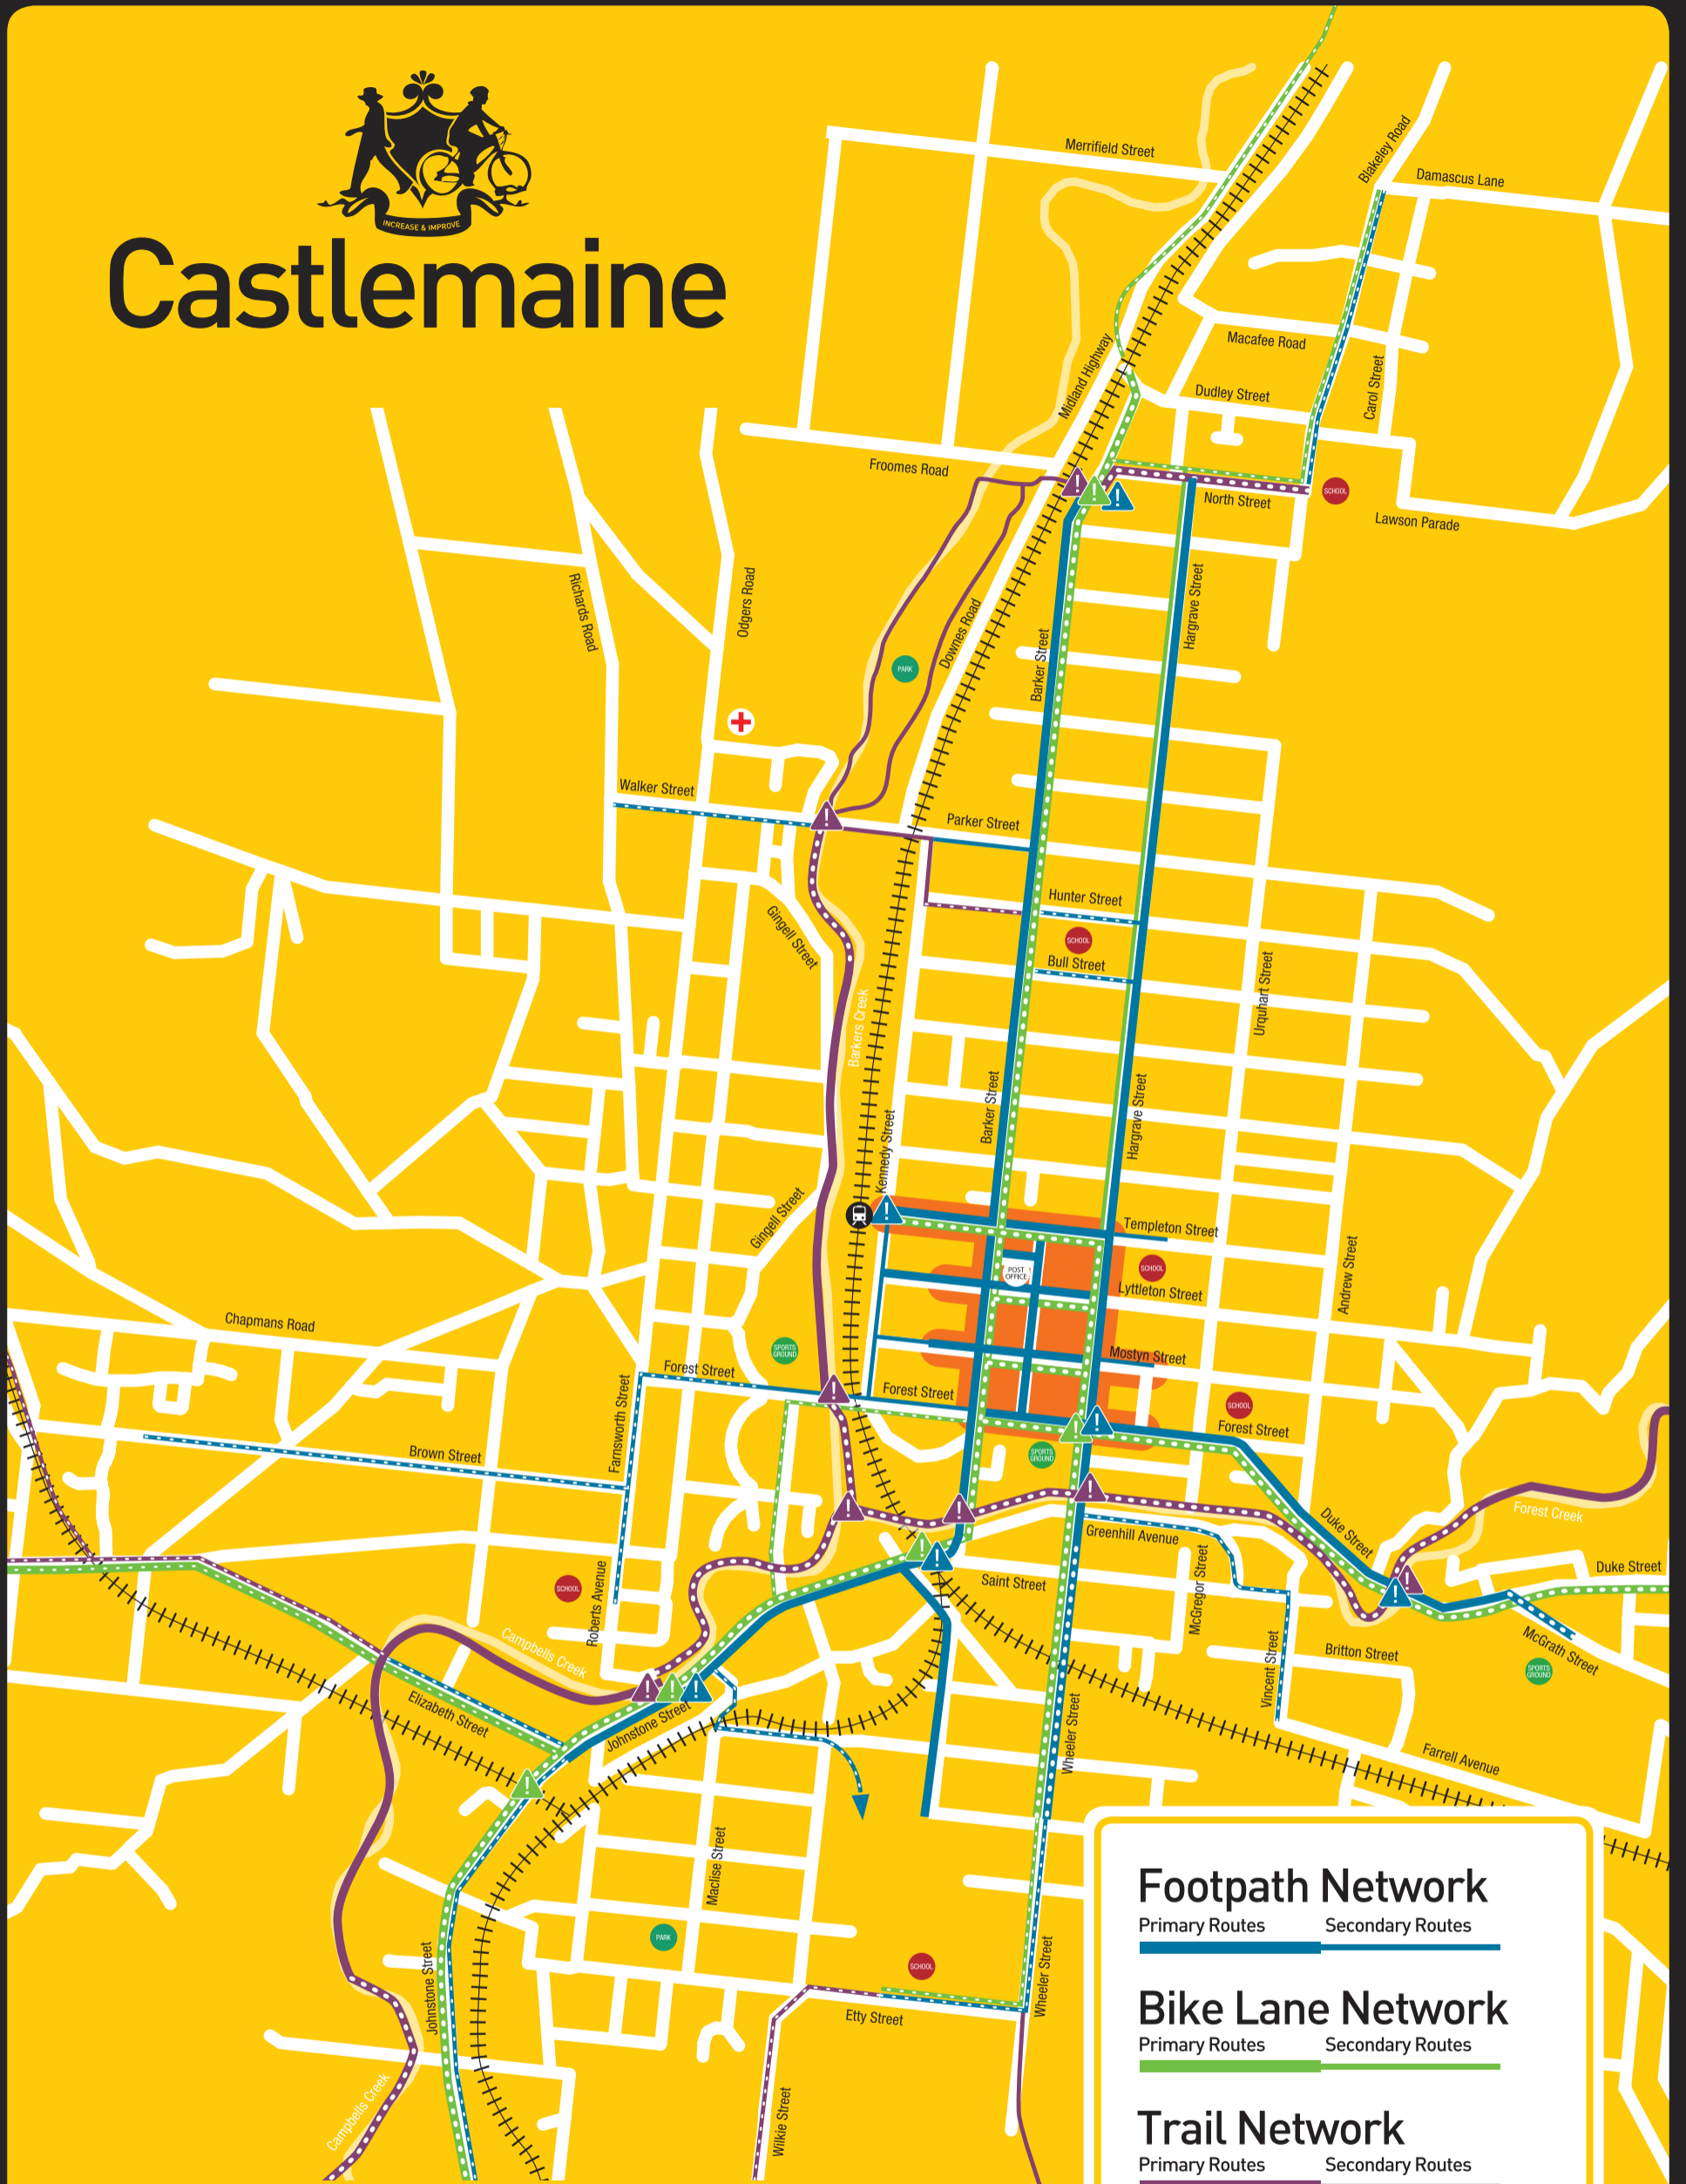 INCREASE & IMPROVE
Castlemaine
Merrifield Street
Blakeley Road
Damascus Lane
Macafee Road
Midland Highway
Carol Street
Dudley Street
Froomes Road
North Street
SCHOOL
Lawson Parade
Richards Road
Odgers Road
Hargrave Street
Downes Road
Barker Street
PARK
Walker Street
Parker Street
Hunter Street
Gingell Street
SCHOOL
Bull Street
Urquhart Street
Barkers Creek
Barker Street
Hargrave Street
Kennedy Street
Gingell Street
Templeton Street
POST
OFFICE
SCHOOL
Lyttleton Street
Andrew Street
Chapmans Road
SPORTS
GROUND
Mostyn Street
Forest Street
Forest Street
SCHOOL
Forest Street
Farnsworth Street
Brown Street
SPORTS
GROUND
Duke Street
Forest Creek
Greenhill Avenue
McGregor Street
Duke Street
Saint Street
SCHOOL
Roberts Avenue
Campbells Creek
McGrath Street
Vincent Street
Britton Street
SPORTS
GROUND
Elizabeth Street
Johnstone Street
Wheeler Street
Farrell Avenue
Maclise Street
Footpath Network
Primary Routes
Secondary Routes
PARK
SCHOOL
Johnstone Street
Wheeler Street
Etty Street
Bike Lane Network
Primary Routes
Secondary Routes
Campbells Creek
Wilkie Street
Trail Network
Primary Routes
Secondary Routes